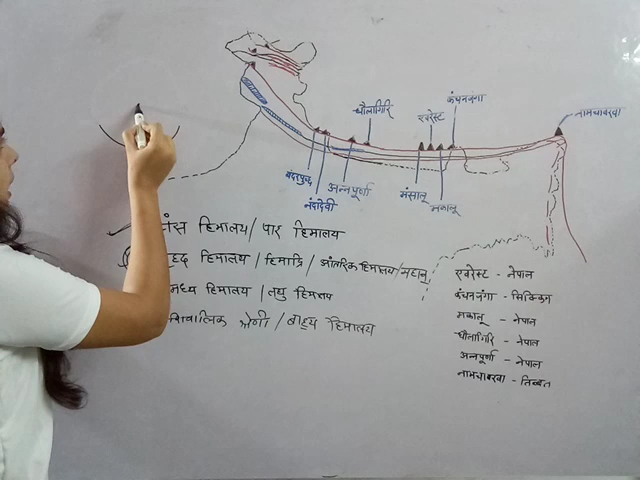 कंचनजंगा
धौलागिरि
एवरेस्ट
नामचाबरवा
बंदरपुच्छ
नंदादेवी
अन्नपूर्णा
मंसालू
मकालू
ांस हिमालय / पार हिमालय
हद हिमालय / हिमाद्रि / आंतरिक हिमालय / महान
मध्य हिमालय / लघु हिमालय
शिवालिक श्रेणी / बाह्य हिमालय
एवरेस्ट - नेपाल
कंचनजंगा - सिक्किम
मकालू - नेपाल
धौलागिरि - नेपाल
अन्नपूर्णा - नेपाल
नामचाबरवा - तिब्बत